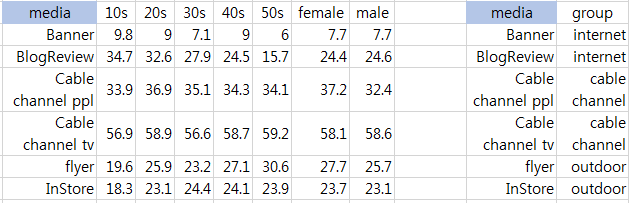 media 10s 20s 30s 40s 50s female male media group
Banner 9.8 9 7.1 9 6 7.7 7.7 Banner internet
BlogReview 34.7 32.6 27.9 24.5 15.7 24.4 24.6 BlogReview internet
Cable Cable cable
channel ppl 33.9 36.9 35.1 34.3 34.1 37.2 32.4 channel ppl channel
Cable Cable cable
channel tv 56.9 58.9 56.6 58.7 59.2 58.1 58.6 channel tv channel
flyer 19.6 25.9 23.2 27.1 30.6 27.7 25.7 flyer outdoor
InStore 18.3 23.1 24.4 24.1 23.9 23.7 23.1 InStore outdoor